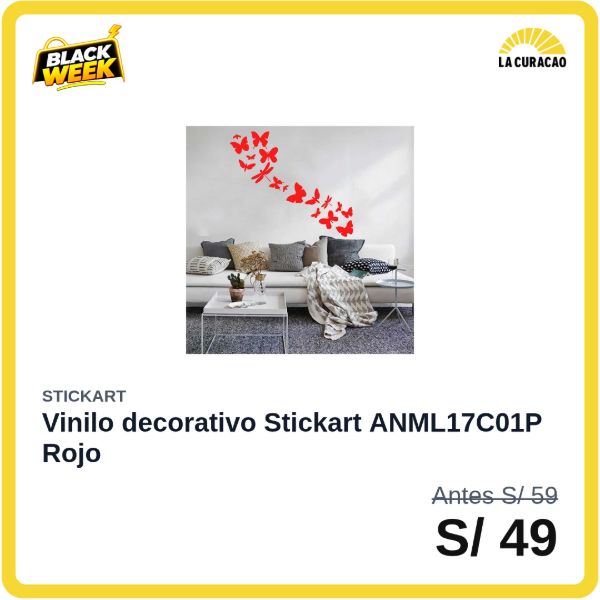 BLACK
WEEK
LA CURACAO
STICKART
Vinilo decorativo Stickart ANML17C01P
Rojo
Antes S/ 59
S/ 49